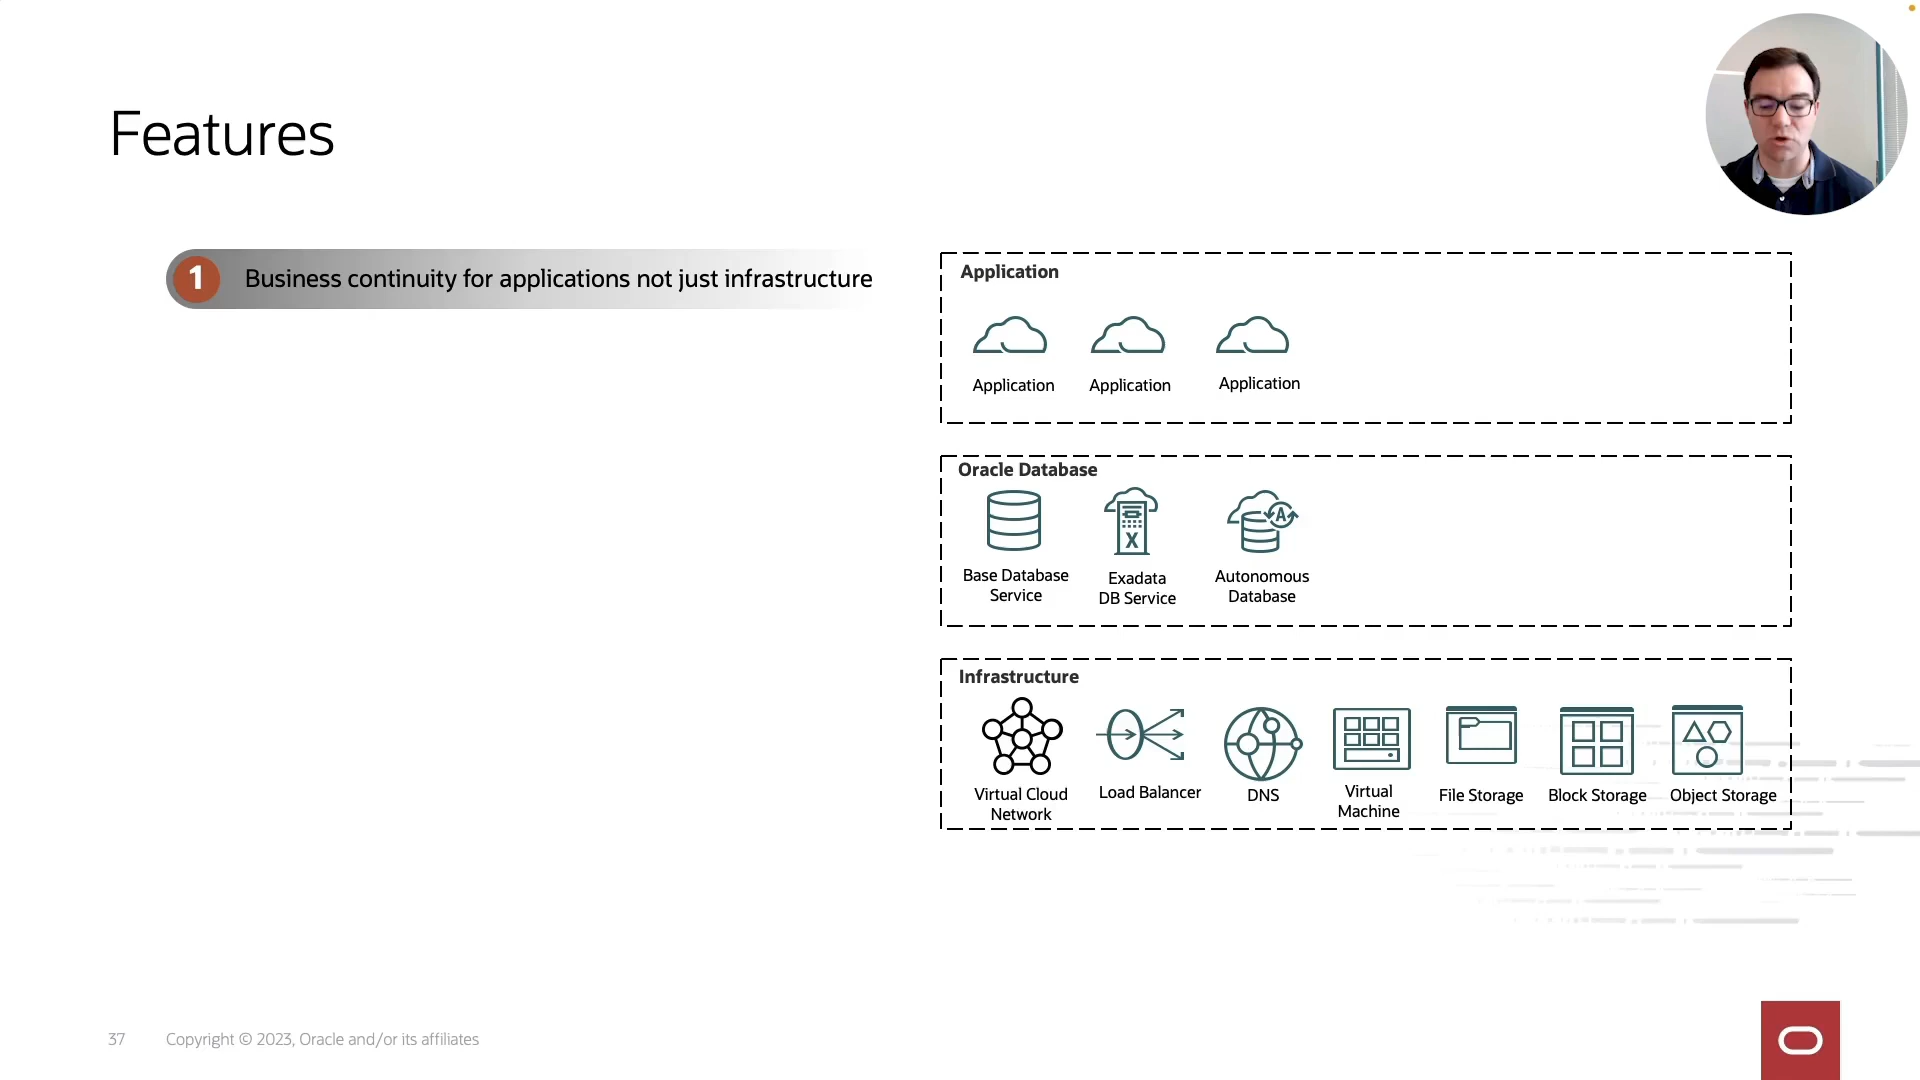 Features
1 Business continuity for applications not just infrastructure
Application
Application Application Application
Oracle Database
X A
Base Database
Service
Exadata
DB Service
Autonomous
Database
Infrastructure
Virtual Cloud
Network
Load Balancer
DNS
Virtual
Machine
File Storage
Block Storage
Object Storage
37 Copyright © 2023, Oracle and/or its affiliates